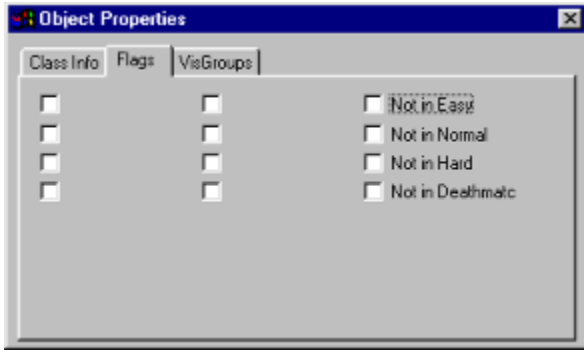 Object Properties
Class Info Flags VisGroups
Not in Easy
Not in Normal
Not in Hard
Not in Deathmatc